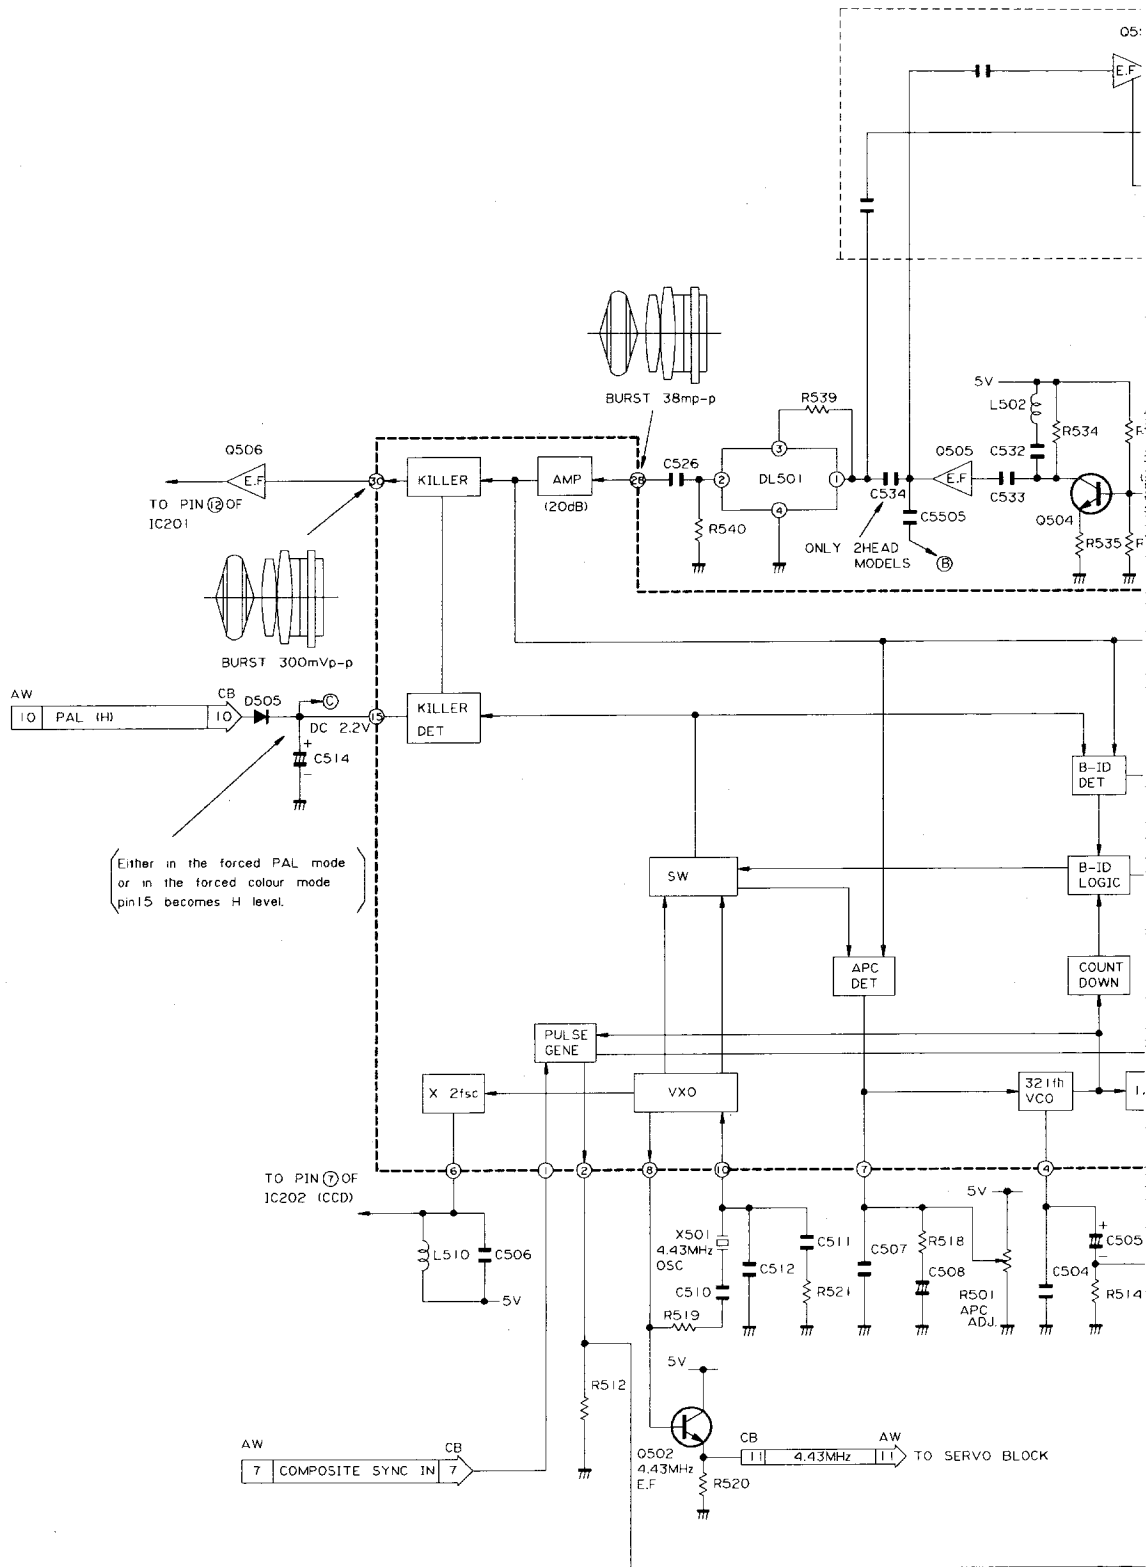 E.F
BURST 38mp-p
5V
L502
R539
R534
Q506
E.F
30
KILLER
AMP
(20dB)
28
C526
2
3
DL501
1
4
C534
Q505
E.F
C532
C533
Q504
TO PIN 12 OF
IC201
R540
ONLY 2HEAD
MODELS
C5505
B
R535
BURST 300mVp-p
AW
10 PAL (H) 10
CB
D505
C
DC 2.2V
15
KILLER
DET
+
C514
-
B-ID
DET
(Either in the forced PAL mode
or in the forced colour mode
pin15 becomes H level.)
SW
B-ID
LOGIC
APC
DET
COUNT
DOWN
PULSE
GENE
X 2fsc
VXO
321fh
VCO
6
1
2
8
10
7
4
TO PIN 7 OF
IC202 (CCD)
L510
C506
5V
X501
4.43MHz
OSC
C510
R519
C512
C511
R521
C507
R518
C508
5V
R501
APC
ADJ.
C504
+
C505
-
R514
R512
5V
Q502
4.43MHz
E.F
R520
AW
7 COMPOSITE SYNC IN 7
CB
CB
11 4.43MHz 11
AW
TO SERVO BLOCK